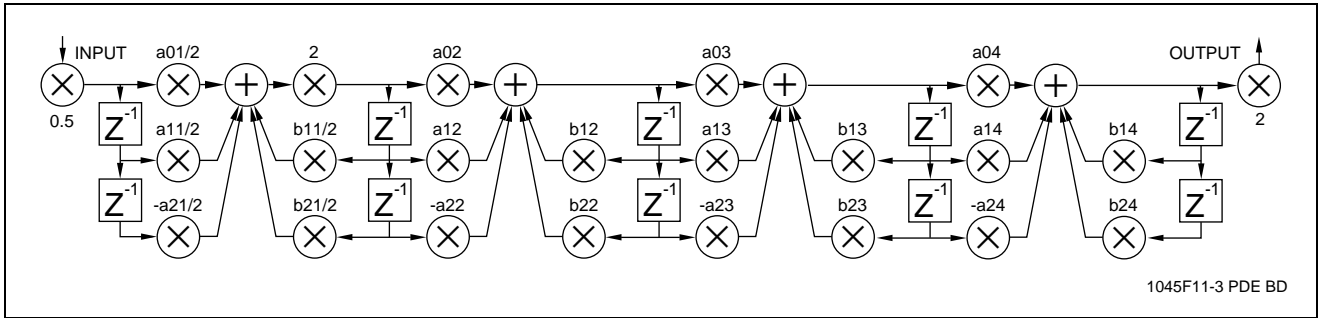 INPUT a01/2 2 a02 a03 a04 OUTPUT
0.5 Z-1 Z-1 Z-1 Z-1 Z-1 2
a11/2 b11/2 a12 b12 a13 b13 a14 b14
Z-1 Z-1 Z-1 Z-1 Z-1
-a21/2 b21/2 -a22 b22 -a23 b23 -a24 b24
1045F11-3 PDE BD